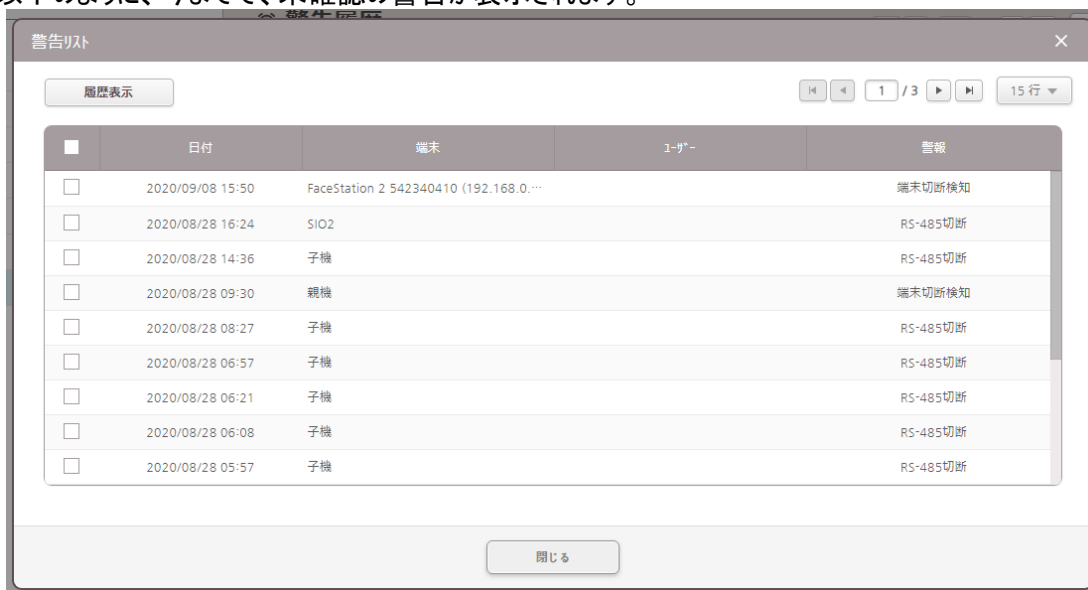 警告履歴
警告リスト
履歴表示 1 / 3 15 行
日付 端末 ユーザー 警報
2020/09/08 15:50 FaceStation 2 542340410 (192.168.0.… 端末切断検知
2020/08/28 16:24 SIO2 RS-485切断
2020/08/28 14:36 子機 RS-485切断
2020/08/28 09:30 親機 端末切断検知
2020/08/28 08:27 子機 RS-485切断
2020/08/28 06:57 子機 RS-485切断
2020/08/28 06:21 子機 RS-485切断
2020/08/28 06:08 子機 RS-485切断
2020/08/28 05:57 子機 RS-485切断
閉じる